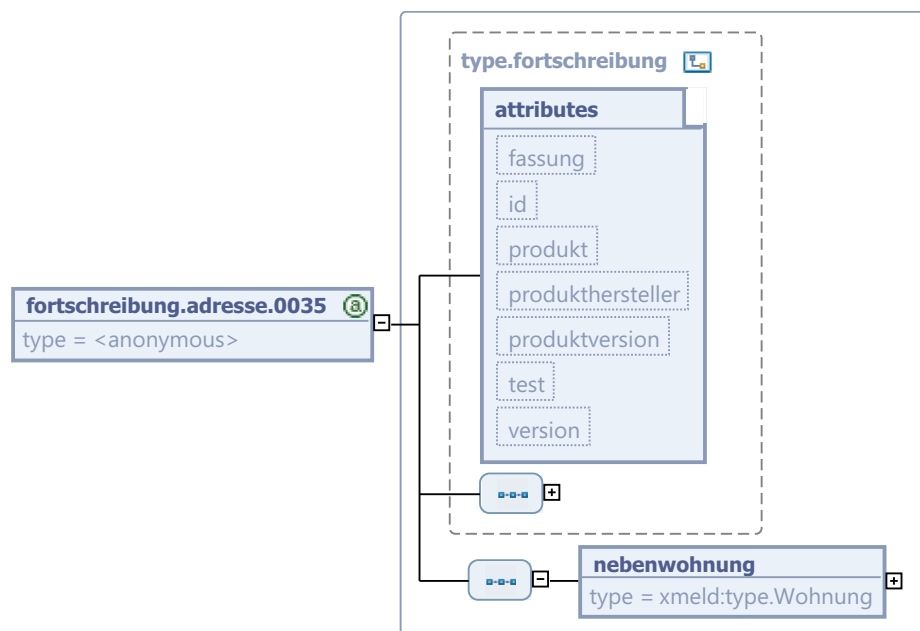 type.fortschreibung
attributes
fassung
id
produkt
produkthersteller
produktversion
test
version
fortschreibung.adresse.0035 @
type = <anonymous>
nebenwohnung
type = xmeld:type.Wohnung